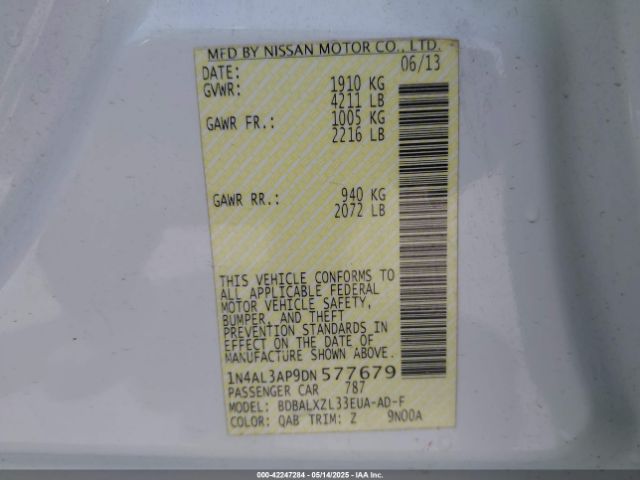 MFD BY NISSAN MOTOR CO., LTD.
DATE: 06/13
GVWR: 1910 KG
4211 LB
GAWR FR.: 1005 KG
2216 LB
GAWR RR.: 940 KG
2072 LB
THIS VEHICLE CONFORMS TO
ALL APPLICABLE FEDERAL
MOTOR VEHICLE SAFETY,
BUMPER, AND THEFT
PREVENTION STANDARDS IN
EFFECT ON THE DATE OF
MANUFACTURE SHOWN ABOVE.
1N4AL3AP9DN577679
PASSENGER CAR 787
MODEL: BDBALXZL33EUA-AD-F
COLOR: QAB TRIM: Z 9N00A
000-42247284 - 05/14/2025 - IAA Inc.